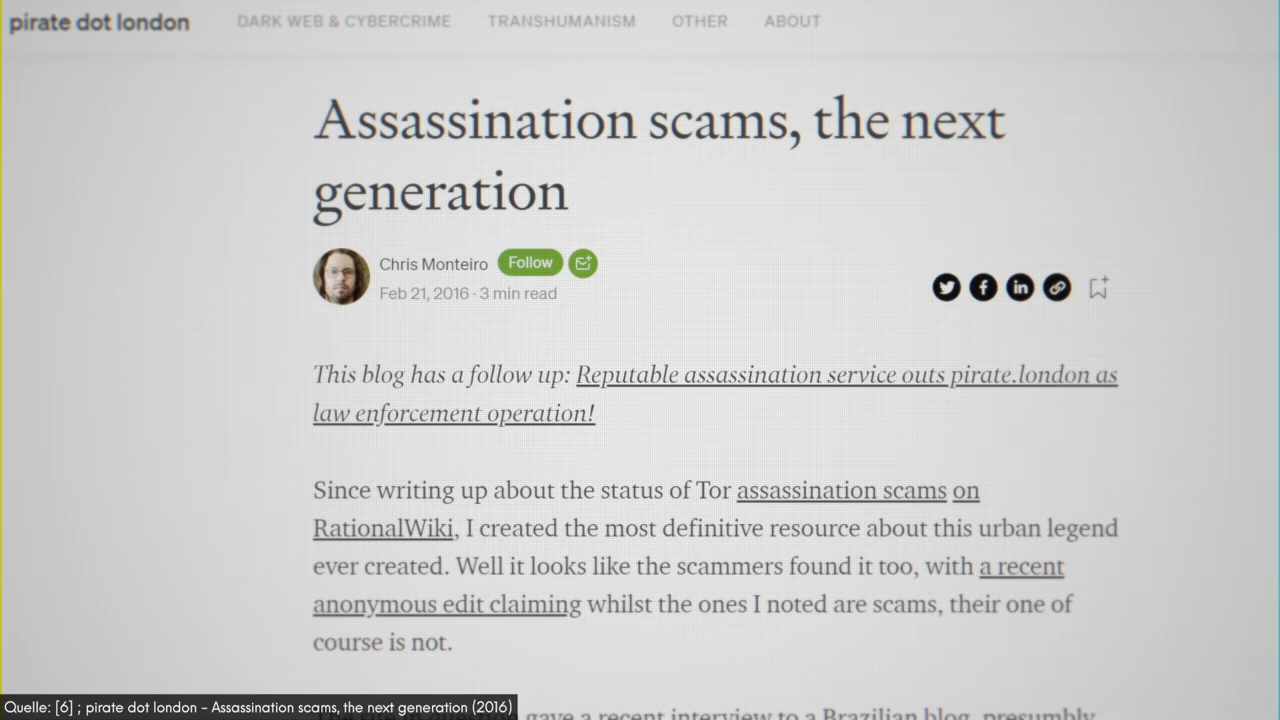 pirate dot london DARK WEB & CYBERCRIME TRANSHUMANISM OTHER ABOUT
Assassination scams, the next
generation
Chris Monteiro Follow
Feb 21, 2016 · 3 min read
This blog has a follow up: Reputable assassination service outs pirate.london as
law enforcement operation!
Since writing up about the status of Tor assassination scams on
RationalWiki, I created the most definitive resource about this urban legend
ever created. Well it looks like the scammers found it too, with a recent
anonymous edit claiming whilst the ones I noted are scams, their one of
course is not.
gave a recent interview to a Brazilian blog, presumably
Quelle: [6] ; pirate dot london - Assassination scams, the next generation (2016)